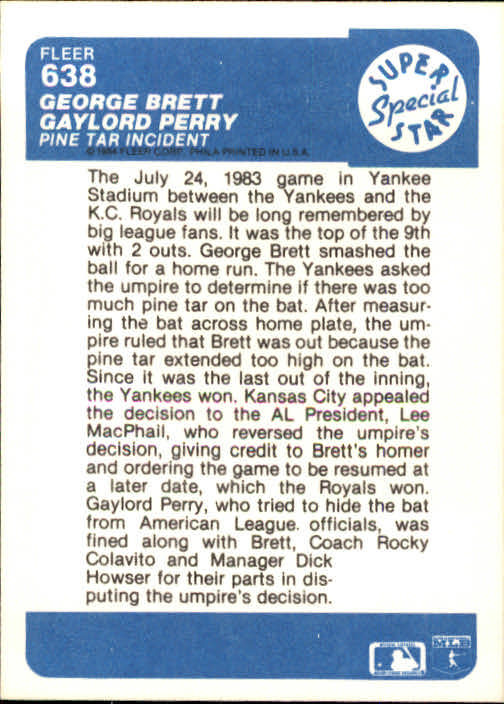 FLEER
638
GEORGE BRETT
GAYLORD PERRY
PINE TAR INCIDENT
© 1984 FLEER CORP. PHILA PRINTED IN U.S.A.
SUPER
Special
STAR
The July 24, 1983 game in Yankee
Stadium between the Yankees and the
K.C. Royals will be long remembered by
big league fans. It was the top of the 9th
with 2 outs. George Brett smashed the
ball for a home run. The Yankees asked
the umpire to determine if there was too
much pine tar on the bat. After measur-
ing the bat across home plate, the um-
pire ruled that Brett was out because the
pine tar extended too high on the bat.
Since it was the last out of the inning,
the Yankees won. Kansas City appealed
the decision to the AL President, Lee
MacPhail, who reversed the umpire's
decision, giving credit to Brett's homer
and ordering the game to be resumed at
a later date, which the Royals won.
Gaylord Perry, who tried to hide the bat
from American League officials, was
fined along with Brett, Coach Rocky
Colavito and Manager Dick
Howser for their parts in dis-
puting the umpire's decision.
MLB